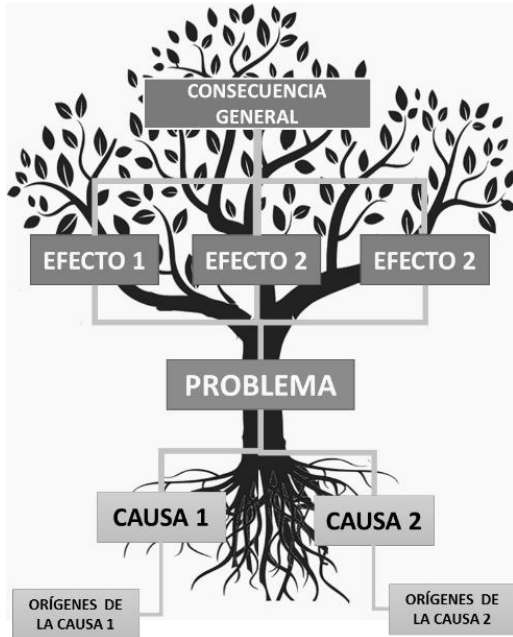 CONSECUENCIA
GENERAL
EFECTO 1
EFECTO 2
EFECTO 2
PROBLEMA
CAUSA 1
CAUSA 2
ORÍGENES DE
LA CAUSA 1
ORÍGENES DE
LA CAUSA 2